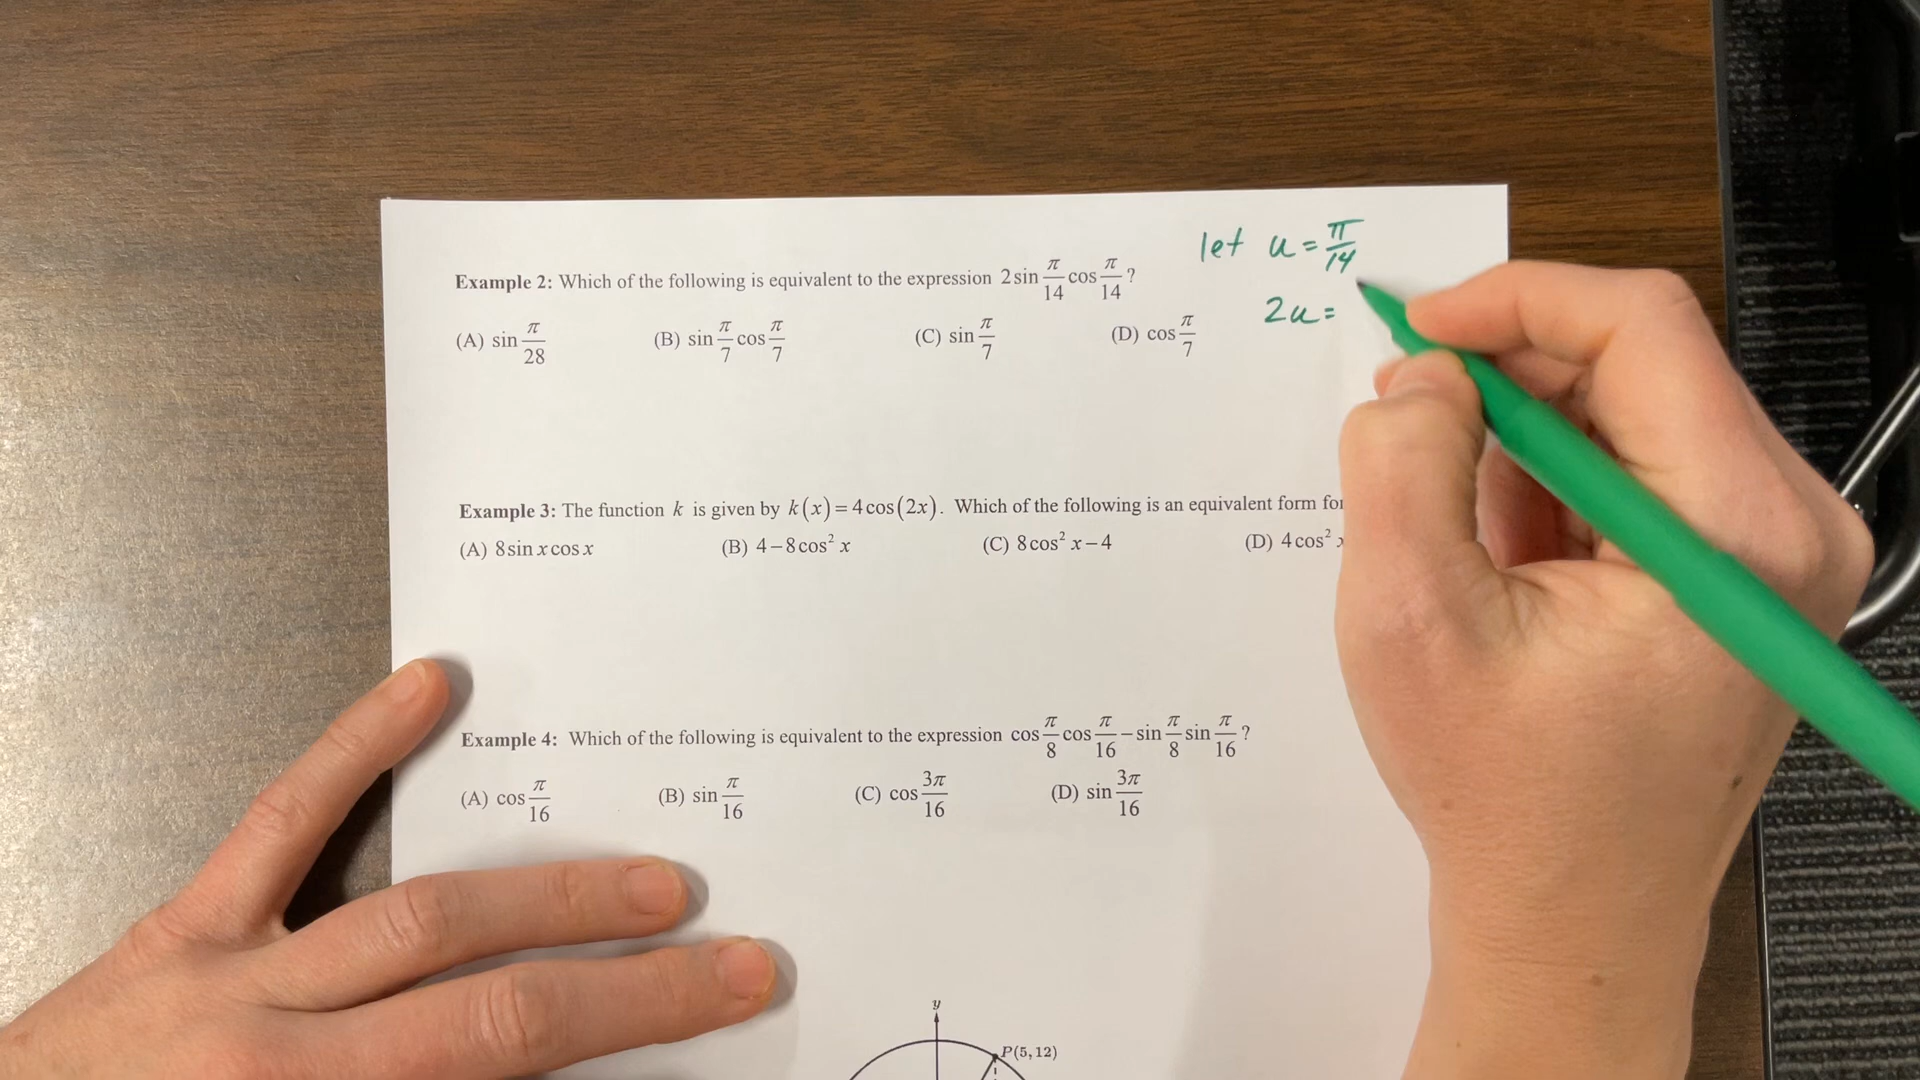 let u = π/14
Example 2: Which of the following is equivalent to the expression 2 sin π/14 cos π/14 ?
2u =
(A) sin π/28 (B) sin π/7 cos π/7 (C) sin π/7 (D) cos π/7
Example 3: The function k is given by k(x) = 4cos(2x). Which of the following is an equivalent form for
(A) 8sin x cos x (B) 4 − 8cos² x (C) 8cos² x − 4 (D) 4cos²
Example 4: Which of the following is equivalent to the expression cos π/8 cos π/16 − sin π/8 sin π/16 ?
(A) cos π/16 (B) sin π/16 (C) cos 3π/16 (D) sin 3π/16
y
P(5, 12)